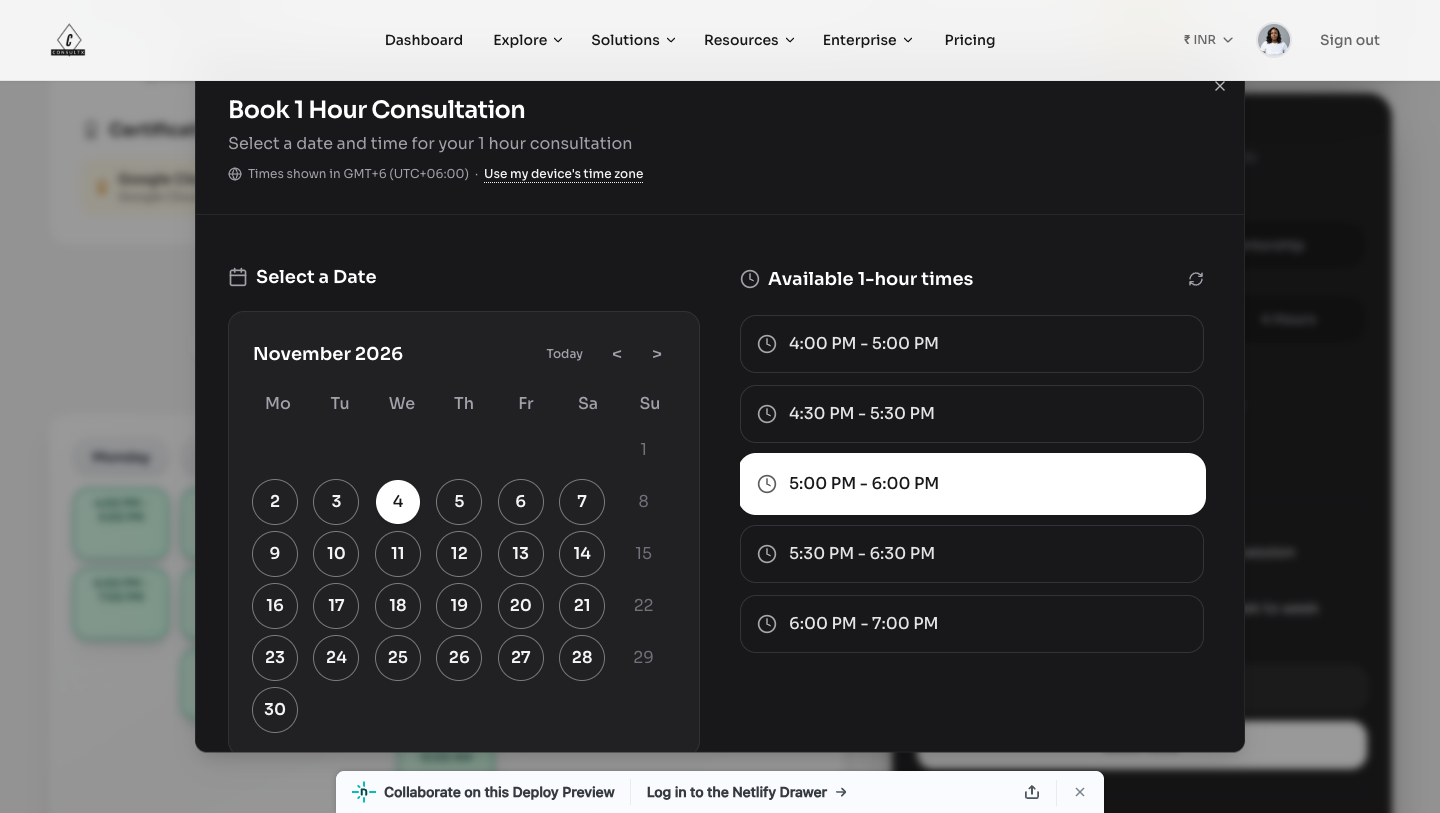 CONSULTX
Dashboard Explore Solutions Resources Enterprise Pricing ₹ INR Sign out
Book 1 Hour Consultation
Select a date and time for your 1 hour consultation
Times shown in GMT+6 (UTC+06:00) · Use my device's time zone
Select a Date
November 2026 Today < >
Mo Tu We Th Fr Sa Su
1
2 3 4 5 6 7 8
9 10 11 12 13 14 15
16 17 18 19 20 21 22
23 24 25 26 27 28 29
30
Available 1-hour times
4:00 PM - 5:00 PM
4:30 PM - 5:30 PM
5:00 PM - 6:00 PM
5:30 PM - 6:30 PM
6:00 PM - 7:00 PM
Monday
Collaborate on this Deploy Preview Log in to the Netlify Drawer →